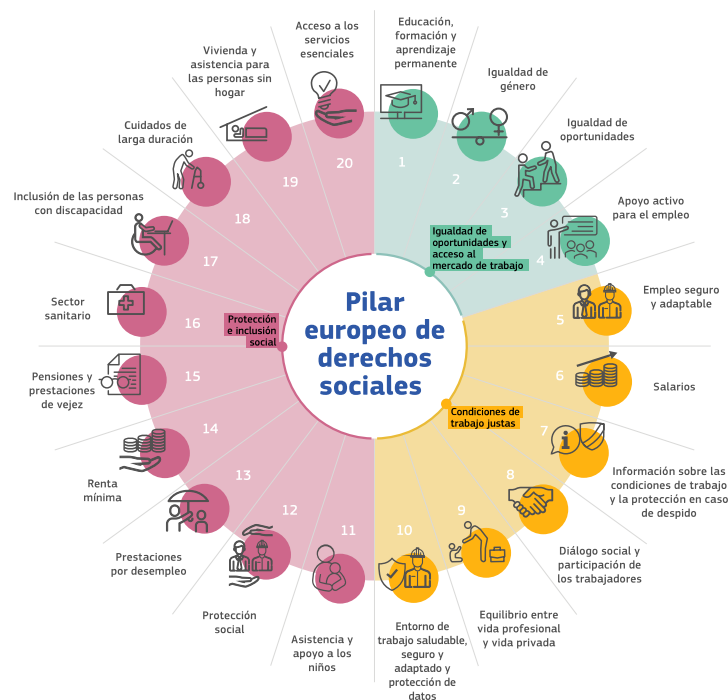 Pilar
europeo de
derechos
sociales
Igualdad de
oportunidades y
acceso al
mercado de trabajo
1
Educación,
formación y
aprendizaje
permanente
2
Igualdad de
género
3
Igualdad de
oportunidades
4
Apoyo activo
para el empleo
Condiciones de
trabajo justas
5
Empleo seguro
y adaptable
6
Salarios
7
Información sobre las
condiciones de trabajo
y la protección en caso
de despido
8
Diálogo social y
participación de
los trabajadores
9
Equilibrio entre
vida profesional
y vida privada
10
Entorno de
trabajo saludable,
seguro y
adaptado y
protección de
datos
Protección
e inclusión
social
11
Asistencia y
apoyo a los
niños
12
Protección
social
13
Prestaciones
por desempleo
14
Renta
mínima
15
Pensiones y
prestaciones
de vejez
16
Sector
sanitario
17
Inclusión de las personas
con discapacidad
18
Cuidados de
larga duración
19
Vivienda y
asistencia para
las personas sin
hogar
20
Acceso a los
servicios
esenciales